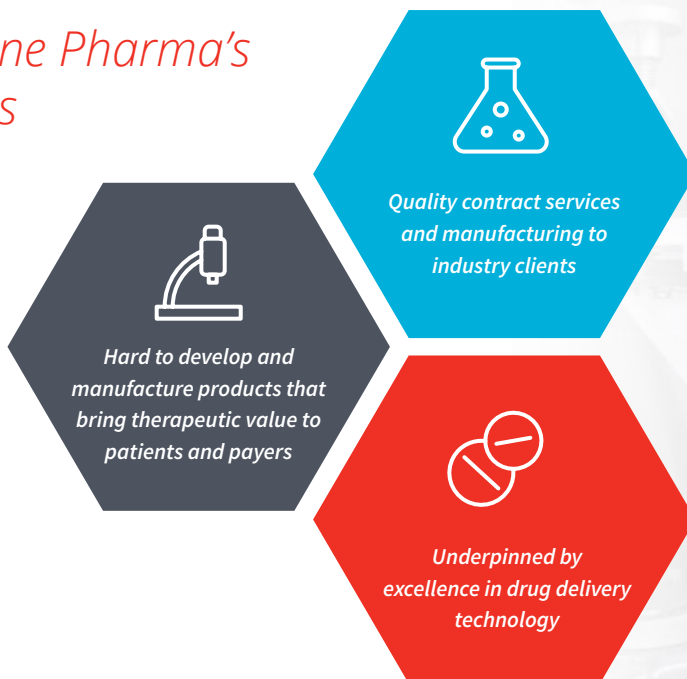 ne Pharma's
s
Quality contract services
and manufacturing to
industry clients
Hard to develop and
manufacture products that
bring therapeutic value to
patients and payers
Underpinned by
excellence in drug delivery
technology